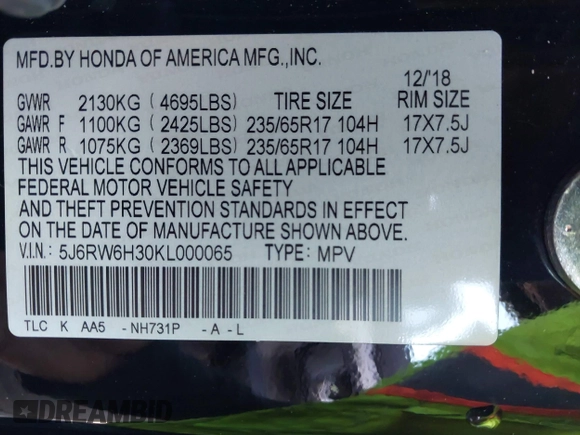 MFD.BY HONDA OF AMERICA MFG.,INC.
12/'18
GVWR 2130KG (4695LBS) TIRE SIZE RIM SIZE
GAWR F 1100KG (2425LBS) 235/65R17 104H 17X7.5J
GAWR R 1075KG (2369LBS) 235/65R17 104H 17X7.5J
THIS VEHICLE CONFORMS TO ALL APPLICABLE
FEDERAL MOTOR VEHICLE SAFETY
AND THEFT PREVENTION STANDARDS IN EFFECT
ON THE DATE OF MANUFACTURE SHOWN ABOVE.
V.I.N.: 5J6RW6H30KL000065 TYPE: MPV
TLC K AA5 -NH731P -A-L
DREAMBID